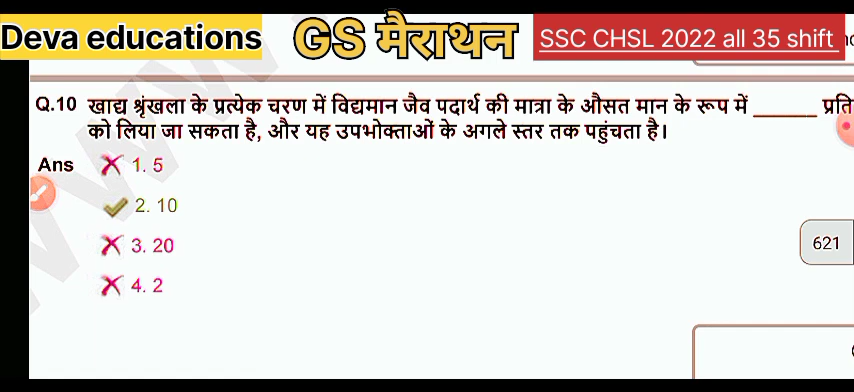 Deva educations GS मैराथन SSC CHSL 2022 all 35 shift
Q.10 खाद्य श्रृंखला के प्रत्येक चरण में विद्यमान जैव पदार्थ की मात्रा के औसत मान के रूप में ______ प्रति
को लिया जा सकता है, और यह उपभोक्ताओं के अगले स्तर तक पहुंचता है।
Ans 1. 5
2. 10
3. 20
621
4. 2